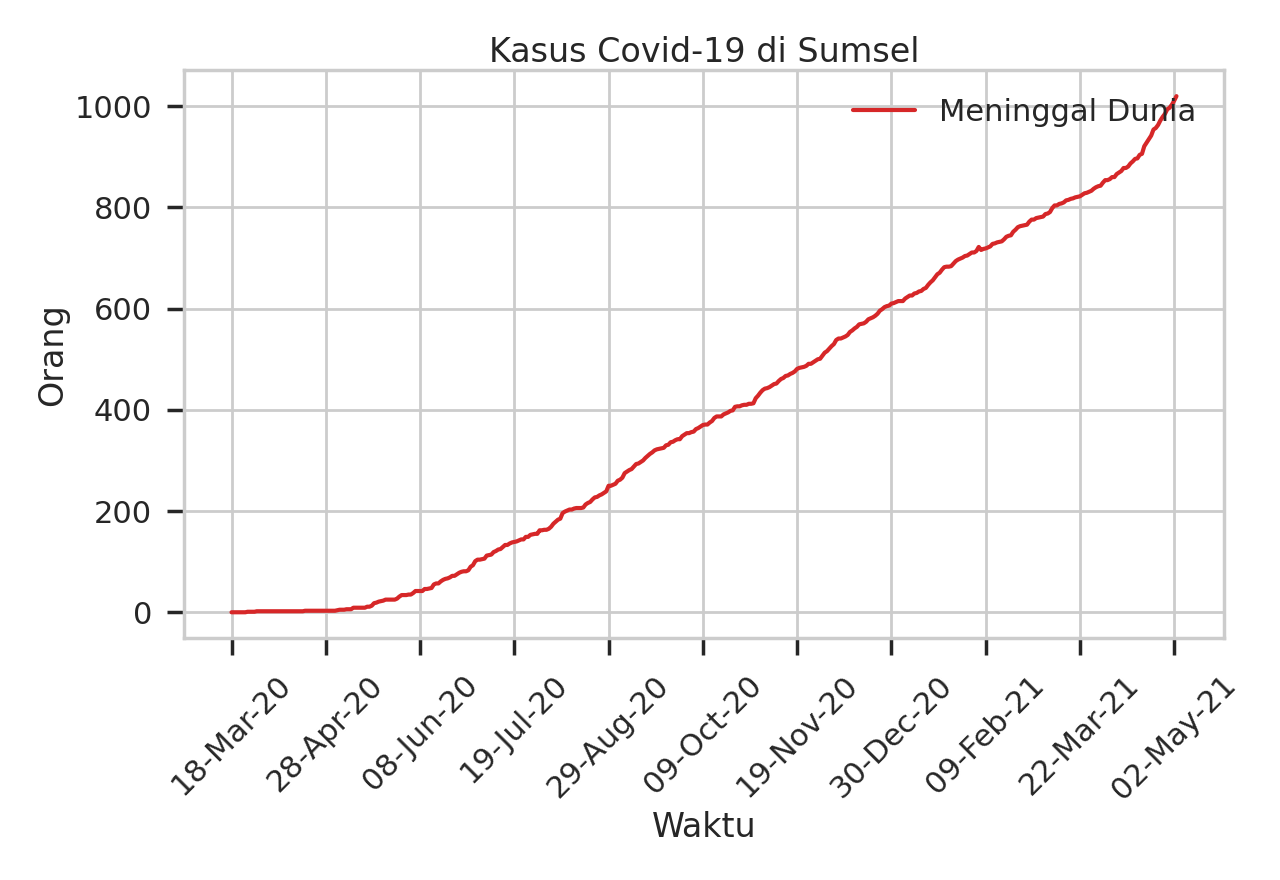 Kasus Covid-19 di Sumsel
Meninggal Dunia
Orang
1000
800
600
400
200
0
18-Mar-20
28-Apr-20
08-Jun-20
19-Jul-20
29-Aug-20
09-Oct-20
19-Nov-20
30-Dec-20
09-Feb-21
22-Mar-21
02-May-21
Waktu